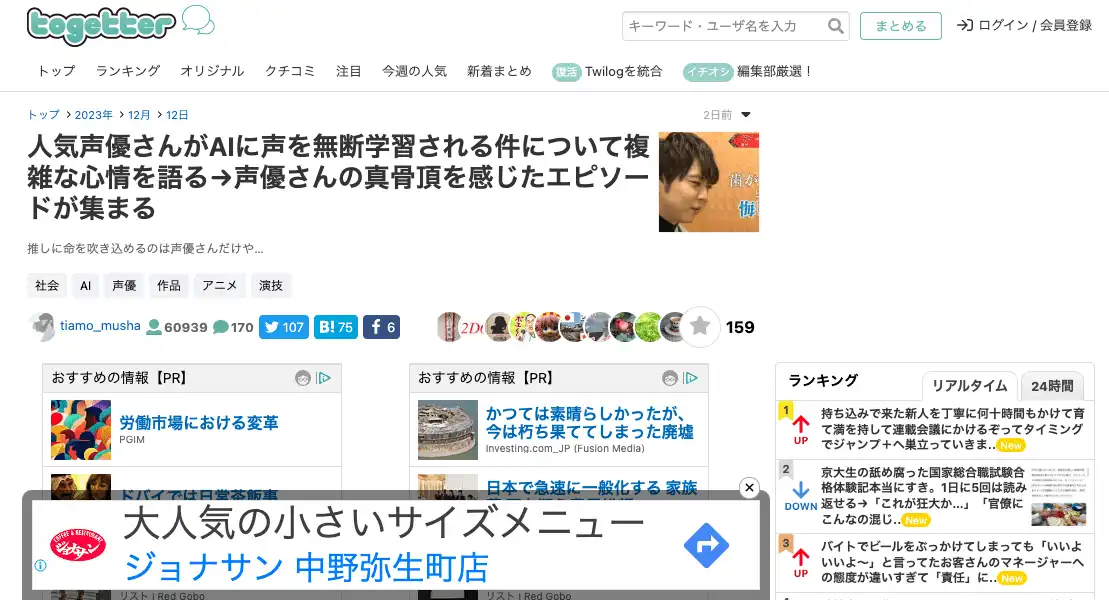 togetter
キーワード・ユーザ名を入力
まとめる
ログイン / 会員登録
トップ
ランキング
オリジナル
クチコミ
注目
今週の人気
新着まとめ
復活 Twilogを統合
イチオシ 編集部厳選！
トップ > 2023年 > 12月 > 12日
2日前
人気声優さんがAIに声を無断学習される件について複
雑な心情を語る→声優さんの真骨頂を感じたエピソー
ドが集まる
推しに命を吹き込めるのは声優さんだけや…
社会
AI
声優
作品
アニメ
演技
tiamo_musha
60939
170
107
B! 75
f 6
159
おすすめの情報【PR】
労働市場における変革
PGIM
ドバイでは日常茶飯事
おすすめの情報【PR】
かつては素晴らしかったが、
今は朽ち果ててしまった廃墟
Investing.com_JP (Fusion Media)
日本で急速に一般化する 家族
大人気の小さいサイズメニュー
ジョナサン 中野弥生町店
リスト | Red Gobo
リスト | Red Gobo
ランキング
リアルタイム
24時間
1
UP
持ち込みで来た新人を丁寧に何十時間もかけて育
て満を持して連載会議にかけるぞってタイミング
でジャンプ＋へ巣立っていきま.. New
2
DOWN
京大生の舐め腐った国家総合職試験合
格体験記本当にすき。1日に5回は読み
返せる→「これが狂大か...」「官僚に
こんなの混じ.. New
3
UP
バイトでビールをぶっかけてしまっても「いいよ
いいよ〜」と言ってたお客さんのマネージャーへ
の態度が違いすぎて「責任」に.. New